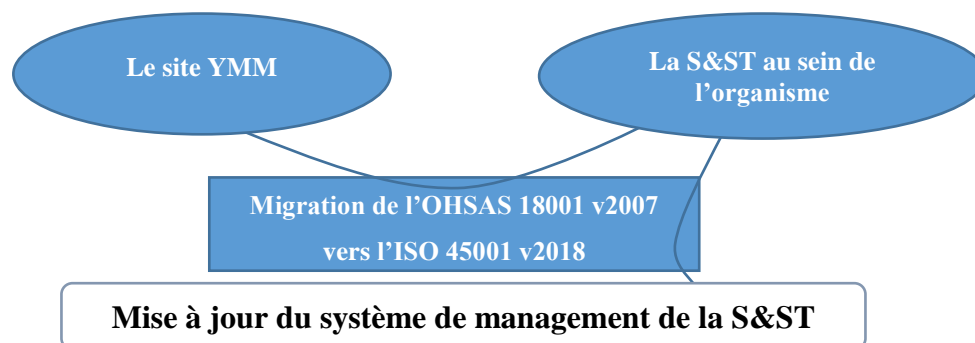 Le site YMM
La S&ST au sein de
l’organisme
Migration de l’OHSAS 18001 v2007
vers l’ISO 45001 v2018
Mise à jour du système de management de la S&ST